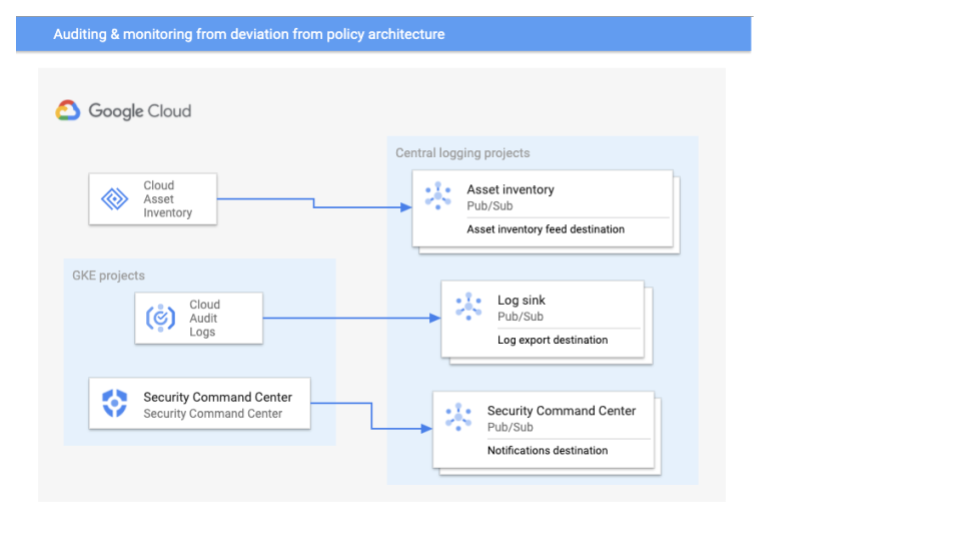 Auditing & monitoring from deviation from policy architecture
Google Cloud
Central logging projects
Cloud
Asset
Inventory
Asset inventory
Pub/Sub
Asset inventory feed destination
GKE projects
Cloud
Audit
Logs
Log sink
Pub/Sub
Log export destination
Security Command Center
Security Command Center
Security Command Center
Pub/Sub
Notifications destination